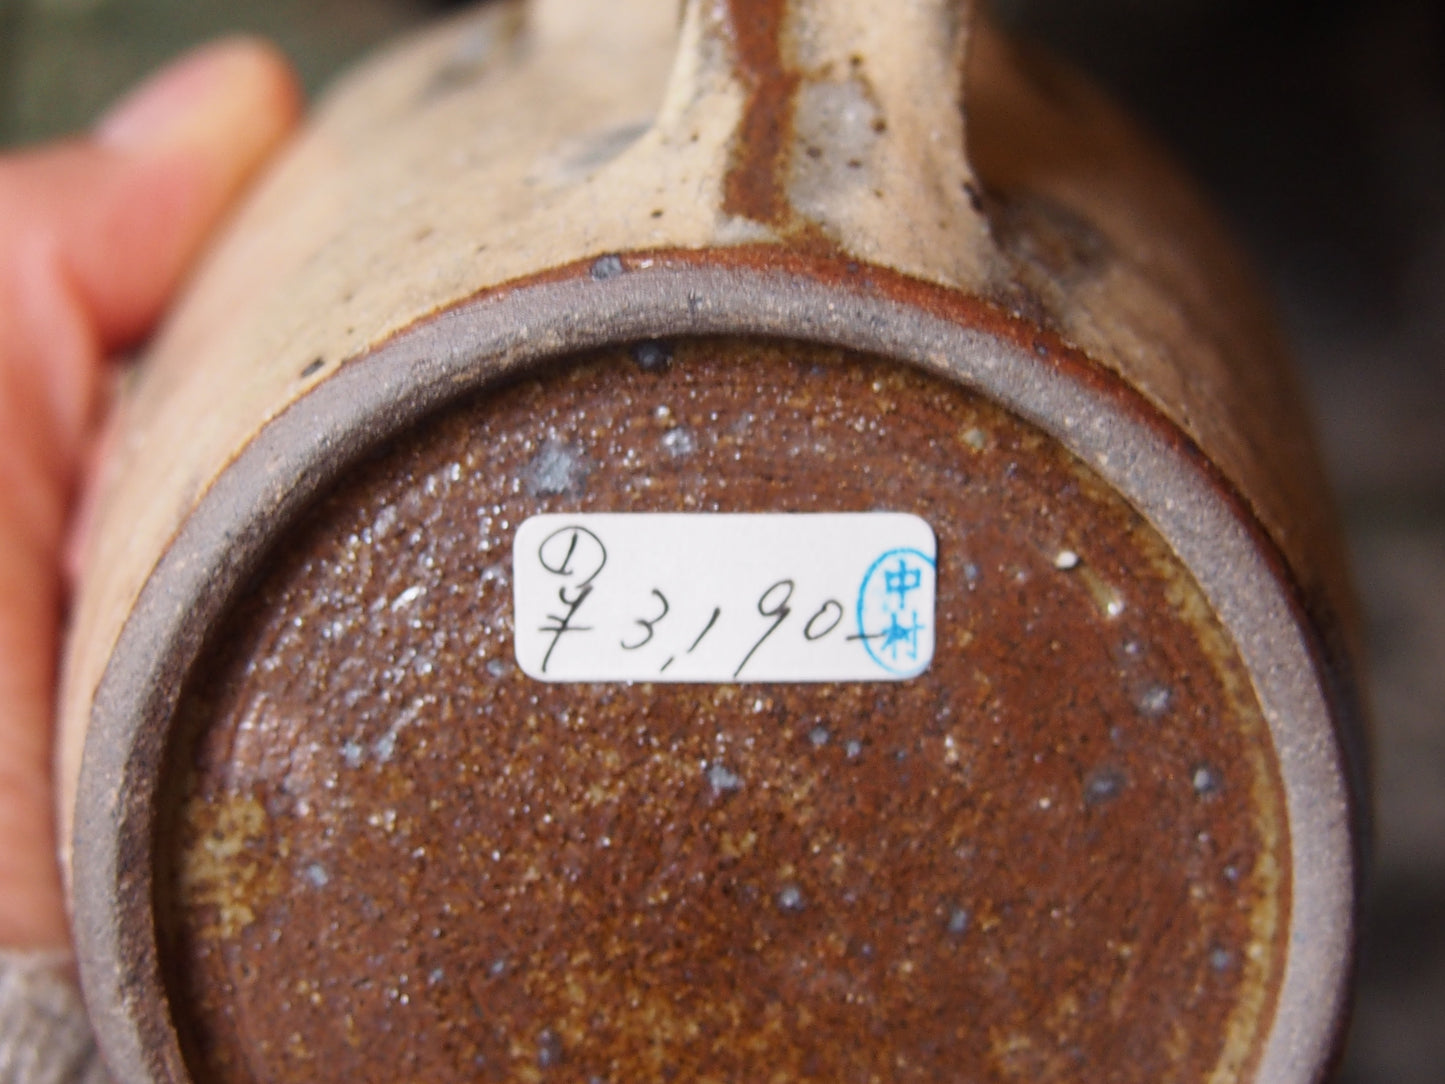 ①
¥ 3,190-
中村